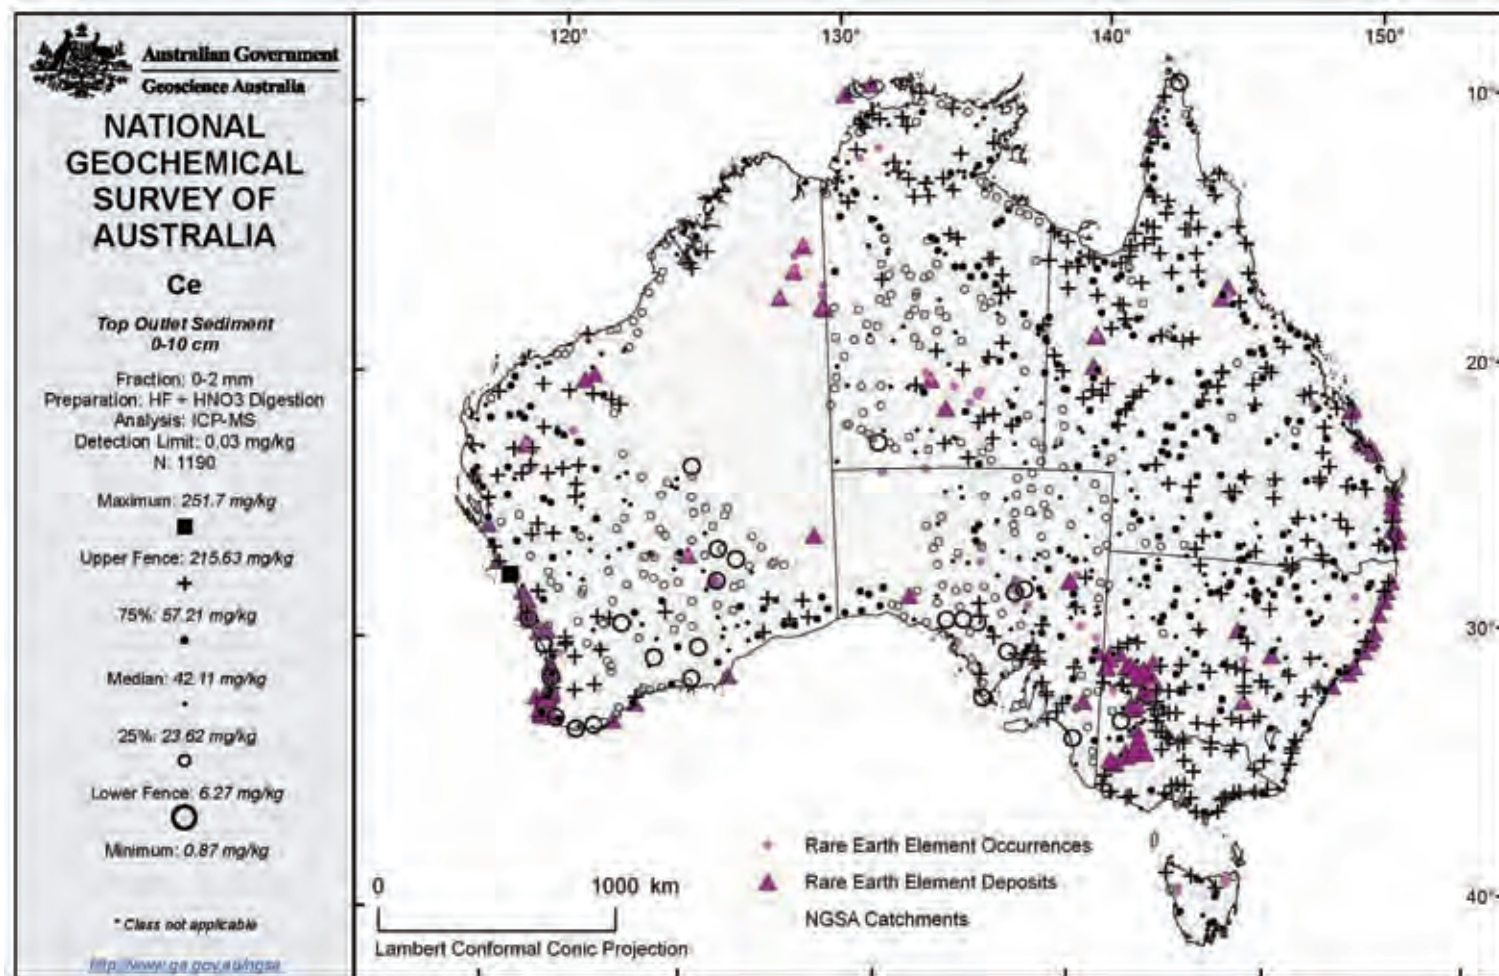 Australian Government
Geoscience Australia
NATIONAL
GEOCHEMICAL
SURVEY OF
AUSTRALIA
Ce
Top Outlet Sediment
0-10 cm
Fraction: 0-2 mm
Preparation: HF + HNO3 Digestion
Analysis: ICP-MS
Detection Limit: 0.03 mg/kg
N: 1190
Maximum: 251.7 mg/kg
Upper Fence: 215.63 mg/kg
75%: 57.21 mg/kg
Median: 42.11 mg/kg
25%: 23.62 mg/kg
Lower Fence: 6.27 mg/kg
Minimum: 0.87 mg/kg
* Class not applicable
http://www.ga.gov.au/ngsa
120°
130°
140°
150°
10°
20°
30°
40°
Rare Earth Element Occurrences
Rare Earth Element Deposits
NGSA Catchments
0
1000 km
Lambert Conformal Conic Projection